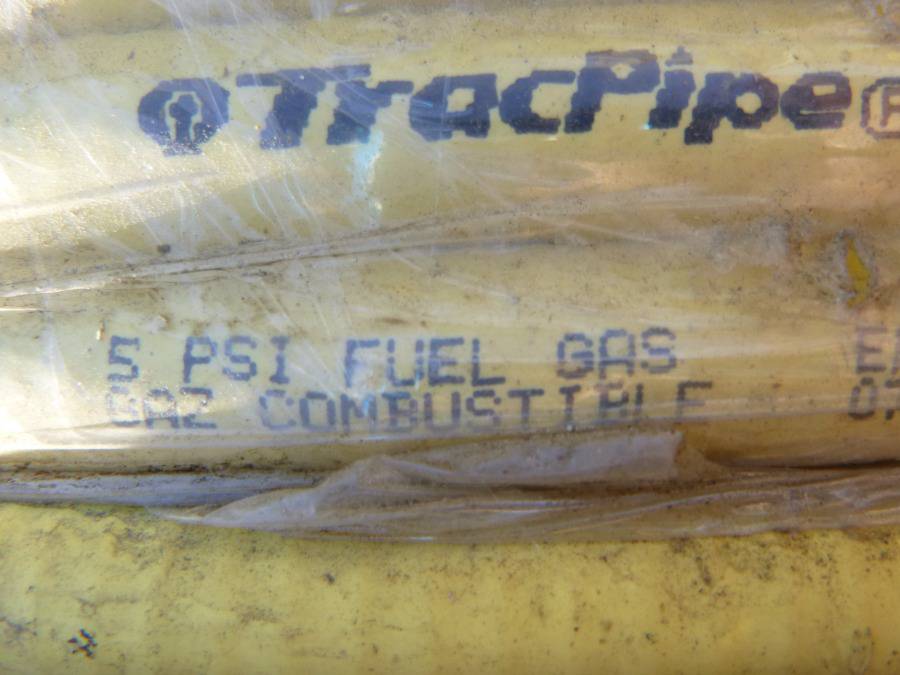 TracPipe®
5 PSI FUEL GAS
GAZ COMBUSTIBLE